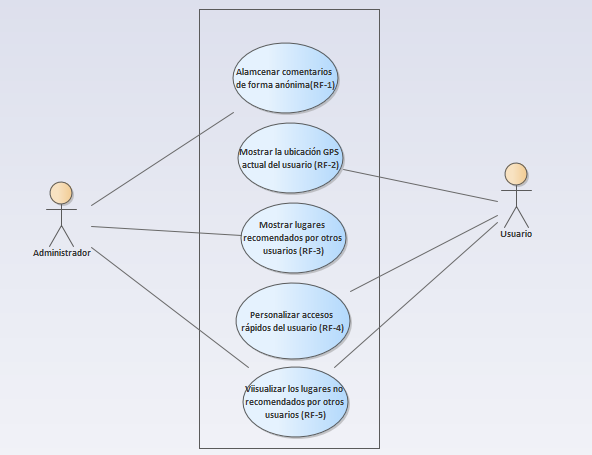 Alamcenar comentarios
de forma anónima(RF-1)
Mostrar la ubicación GPS
actual del usuario (RF-2)
Mostrar lugares
recomendados por otros
usuarios (RF-3)
Personalizar accesos
rápidos del usuario (RF-4)
Viisualizar los lugares no
recomendados por otros
usuarios (RF-5)
Administrador
Usuario